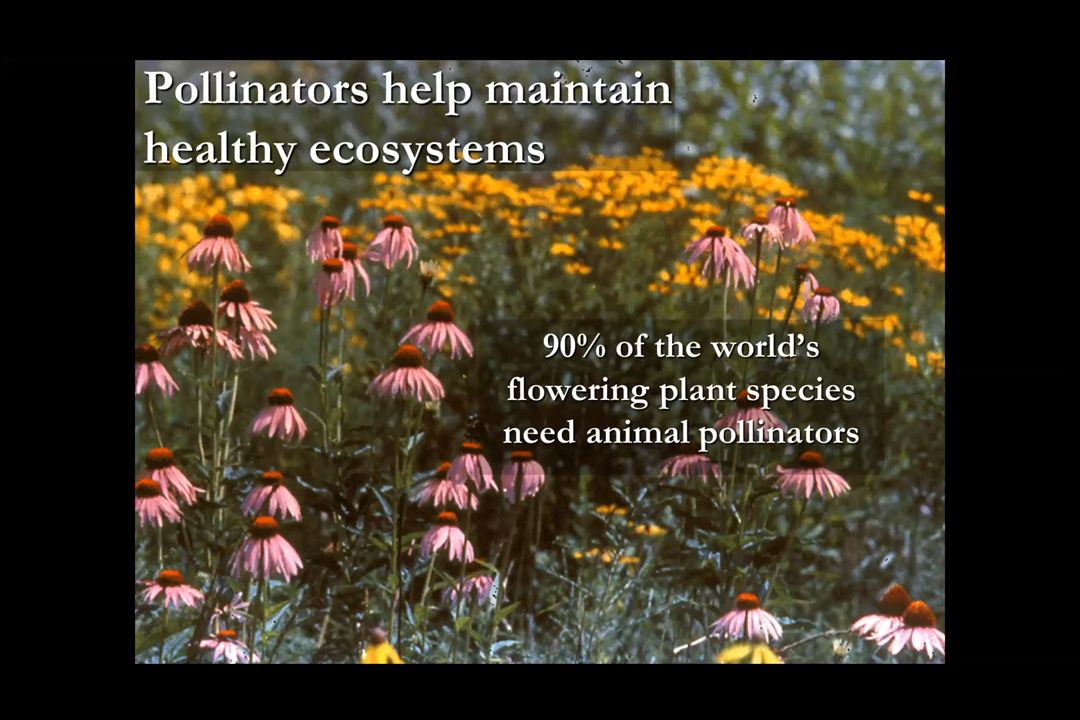 Pollinators help maintain
healthy ecosystems
90% of the world’s
flowering plant species
need animal pollinators